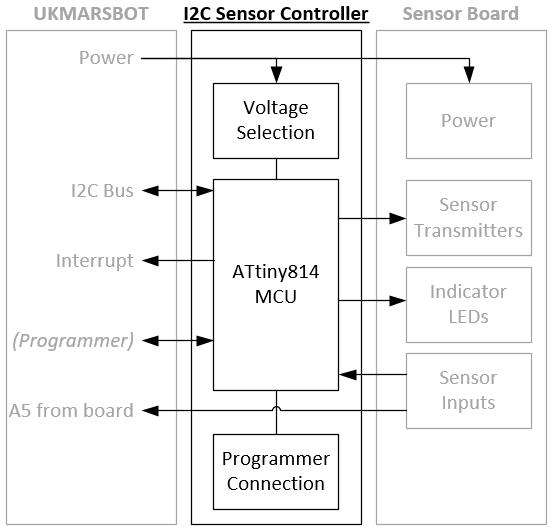 UKMARSBOT
I2C Sensor Controller
Sensor Board
Power
Voltage
Selection
Power
I2C Bus
Interrupt
(Programmer)
A5 from board
ATtiny814
MCU
Sensor
Transmitters
Indicator
LEDs
Sensor
Inputs
Programmer
Connection